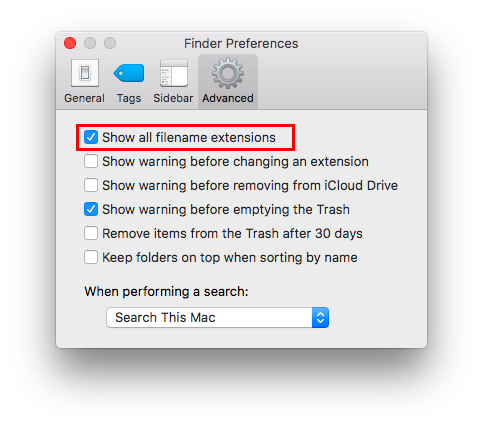 Finder Preferences
General Tags Sidebar Advanced
Show all filename extensions
Show warning before changing an extension
Show warning before removing from iCloud Drive
Show warning before emptying the Trash
Remove items from the Trash after 30 days
Keep folders on top when sorting by name
When performing a search:
Search This Mac